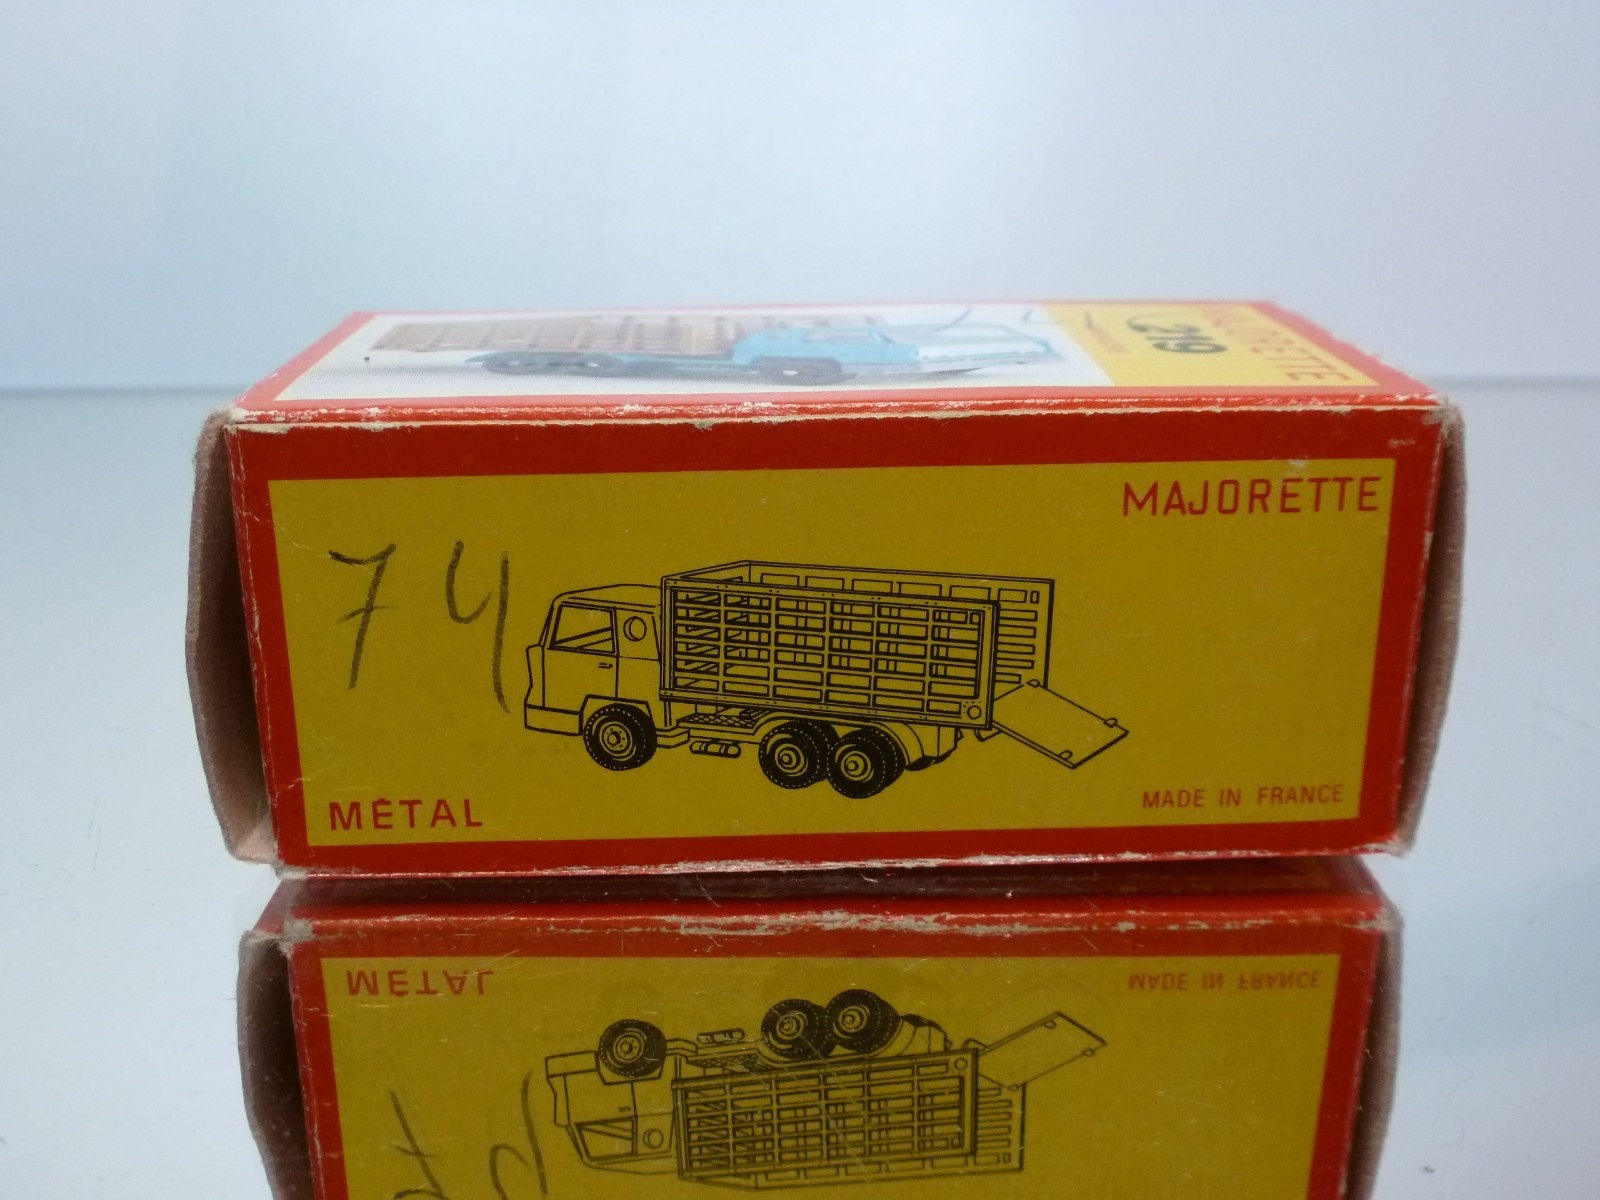 MAJORETTE
219
MAJORETTE
74
MÉTAL
MADE IN FRANCE